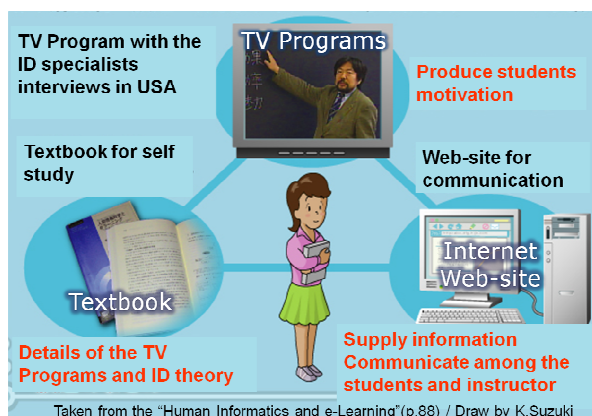 TV Program with the
ID specialists
interviews in USA
TV Programs
Produce students
motivation
Textbook for self
study
Web-site for
communication
Textbook
Internet
Web-site
Details of the TV
Programs and ID theory
Supply information
Communicate among the
students and instructor
Taken from the “Human Informatics and e-Learning”(p.88) / Draw by K.Suzuki